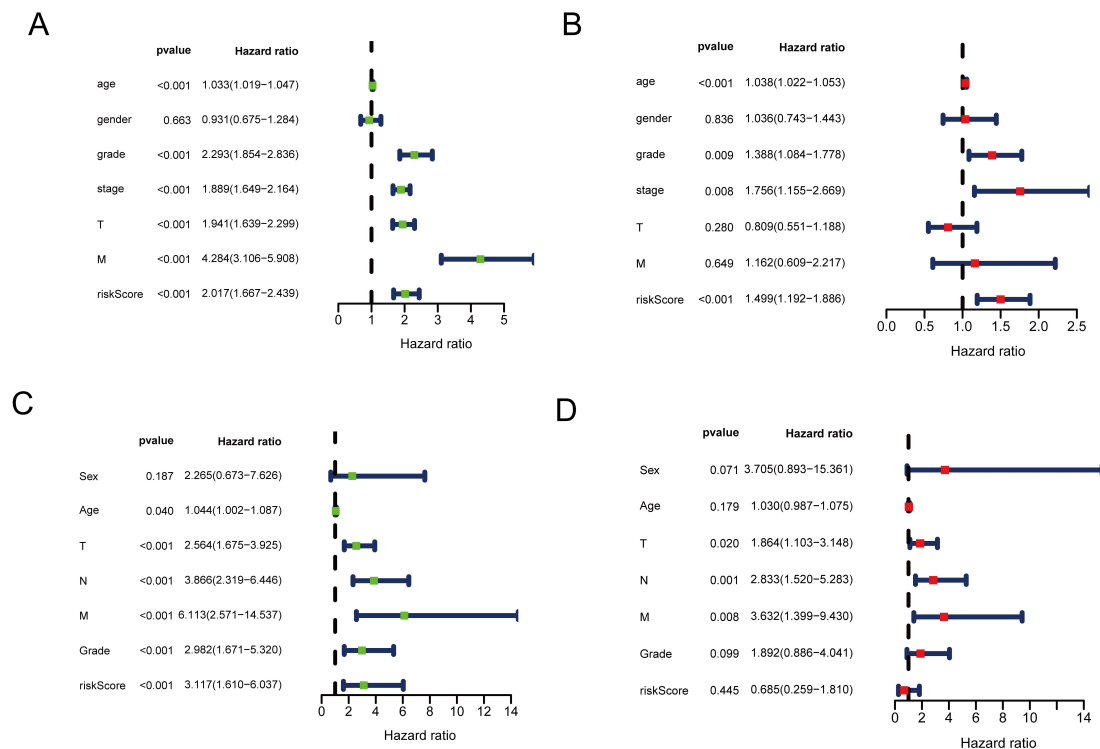 A
pvalue Hazard ratio
age <0.001 1.033(1.019−1.047)
gender 0.663 0.931(0.675−1.284)
grade <0.001 2.293(1.854−2.836)
stage <0.001 1.889(1.649−2.164)
T <0.001 1.941(1.639−2.299)
M <0.001 4.284(3.106−5.908)
riskScore <0.001 2.017(1.667−2.439)
0 1 2 3 4 5
Hazard ratio
B
pvalue Hazard ratio
age <0.001 1.038(1.022−1.053)
gender 0.836 1.036(0.743−1.443)
grade 0.009 1.388(1.084−1.778)
stage 0.008 1.756(1.155−2.669)
T 0.280 0.809(0.551−1.188)
M 0.649 1.162(0.609−2.217)
riskScore <0.001 1.499(1.192−1.886)
0.0 0.5 1.0 1.5 2.0 2.5
Hazard ratio
C
pvalue Hazard ratio
Sex 0.187 2.265(0.673−7.626)
Age 0.040 1.044(1.002−1.087)
T <0.001 2.564(1.675−3.925)
N <0.001 3.866(2.319−6.446)
M <0.001 6.113(2.571−14.537)
Grade <0.001 2.982(1.671−5.320)
riskScore <0.001 3.117(1.610−6.037)
0 2 4 6 8 10 12 14
Hazard ratio
D
pvalue Hazard ratio
Sex 0.071 3.705(0.893−15.361)
Age 0.179 1.030(0.987−1.075)
T 0.020 1.864(1.103−3.148)
N 0.001 2.833(1.520−5.283)
M 0.008 3.632(1.399−9.430)
Grade 0.099 1.892(0.886−4.041)
riskScore 0.445 0.685(0.259−1.810)
0 2 4 6 8 10 14
Hazard ratio